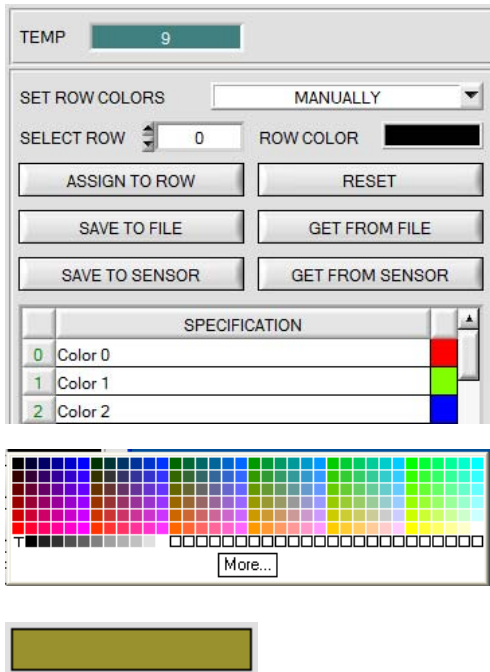 TEMP 9
SET ROW COLORS MANUALLY
SELECT ROW 0 ROW COLOR
ASSIGN TO ROW RESET
SAVE TO FILE GET FROM FILE
SAVE TO SENSOR GET FROM SENSOR
SPECIFICATION
0 Color 0
1 Color 1
2 Color 2
T
More...